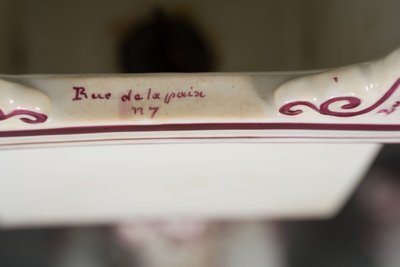 Rue de la paix
n 7